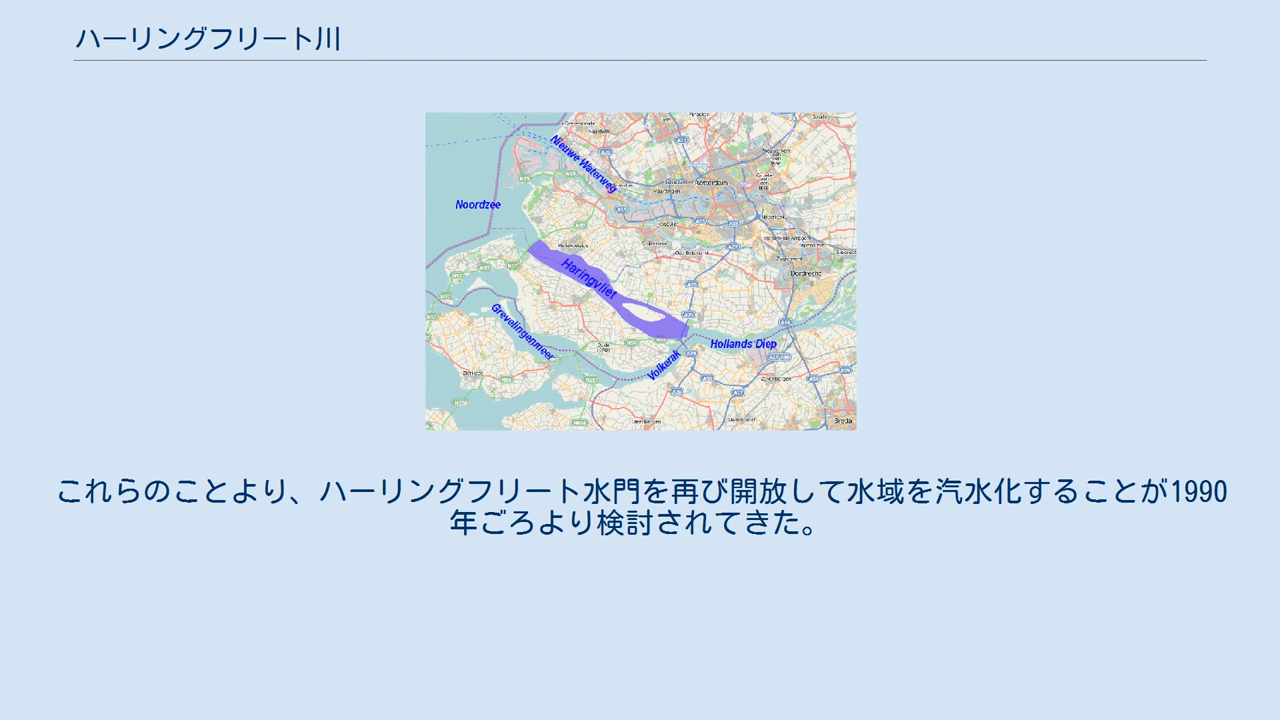 ハーリングフリート川
Nieuwe Waterweg
Noordzee
Rotterdam
Haringvliet
Dordrecht
Grevelingenmeer
Hollands Diep
Volkerak
Breda
これらのことより、ハーリングフリート水門を再び開放して水域を汽水化することが1990
年ごろより検討されてきた。